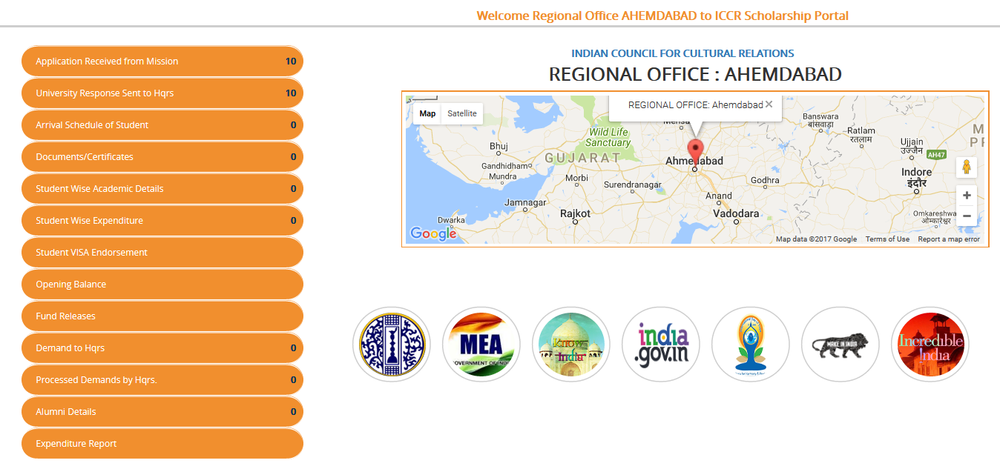 Welcome Regional Office AHEMDABAD to ICCR Scholarship Portal
Application Received from Mission 10
University Response Sent to Hqrs 10
Arrival Schedule of Student 0
Documents/Certificates 0
Student Wise Academic Details 0
Student Wise Expenditure 0
Student VISA Endorsement
Opening Balance
Fund Releases
Demand to Hqrs 0
Processed Demands by Hqrs. 0
Alumni Details 0
Expenditure Report
INDIAN COUNCIL FOR CULTURAL RELATIONS
REGIONAL OFFICE : AHEMDABAD
Map Satellite
REGIONAL OFFICE: Ahemdabad
Wild Life
Sanctuary
Banswara
बांसवाड़ा
Ratlam
रतलाम
Ujjain
उज्जैन
AH47
Bhuj
GUJARAT
Ahmedabad
Gandhidham
Mundra
Morbi
Surendranagar
Godhra
Indore
इंदौर
Jamnagar
Anand
Rajkot
Vadodara
Dwarka
Omkareshwa
ओंकारेश्वर
Google
Map data ©2017 Google Terms of Use Report a map error
MEA
OVERNMENT OF INDI
know
india
india
.gov.in
MAKE IN INDIA
Incredible
India